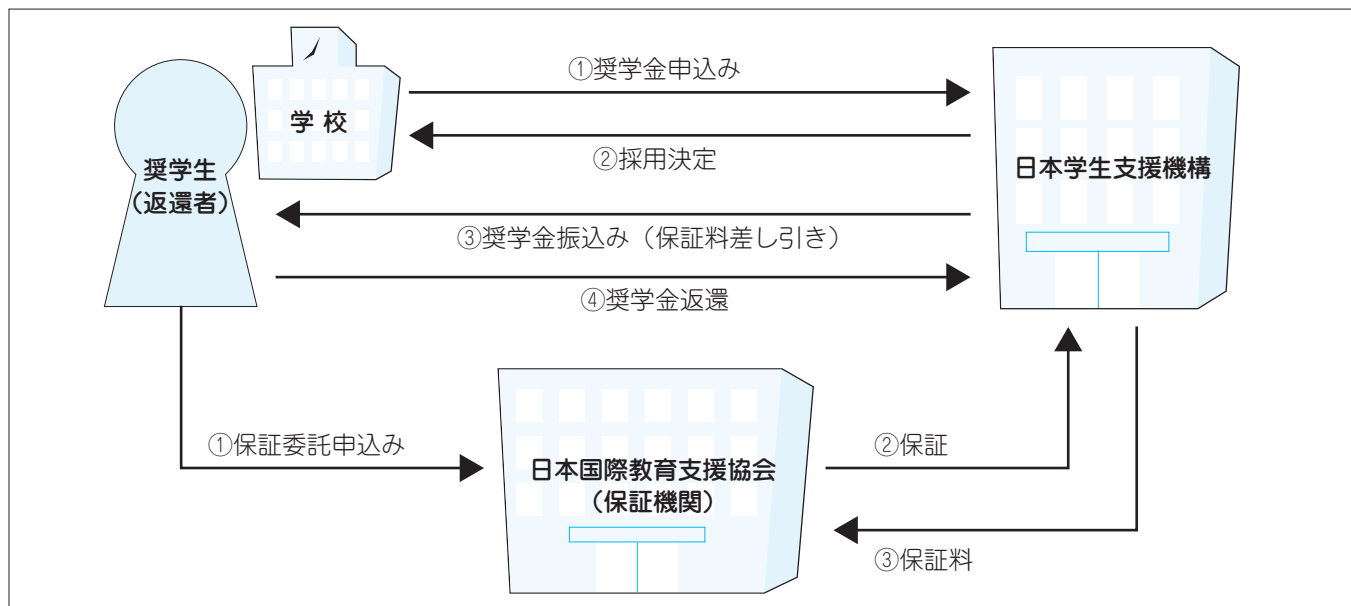 ①奨学金申込み
学校
②採用決定
奨学生
（返還者）
日本学生支援機構
③奨学金振込み（保証料差し引き）
④奨学金返還
①保証委託申込み
日本国際教育支援協会
（保証機関）
②保証
③保証料